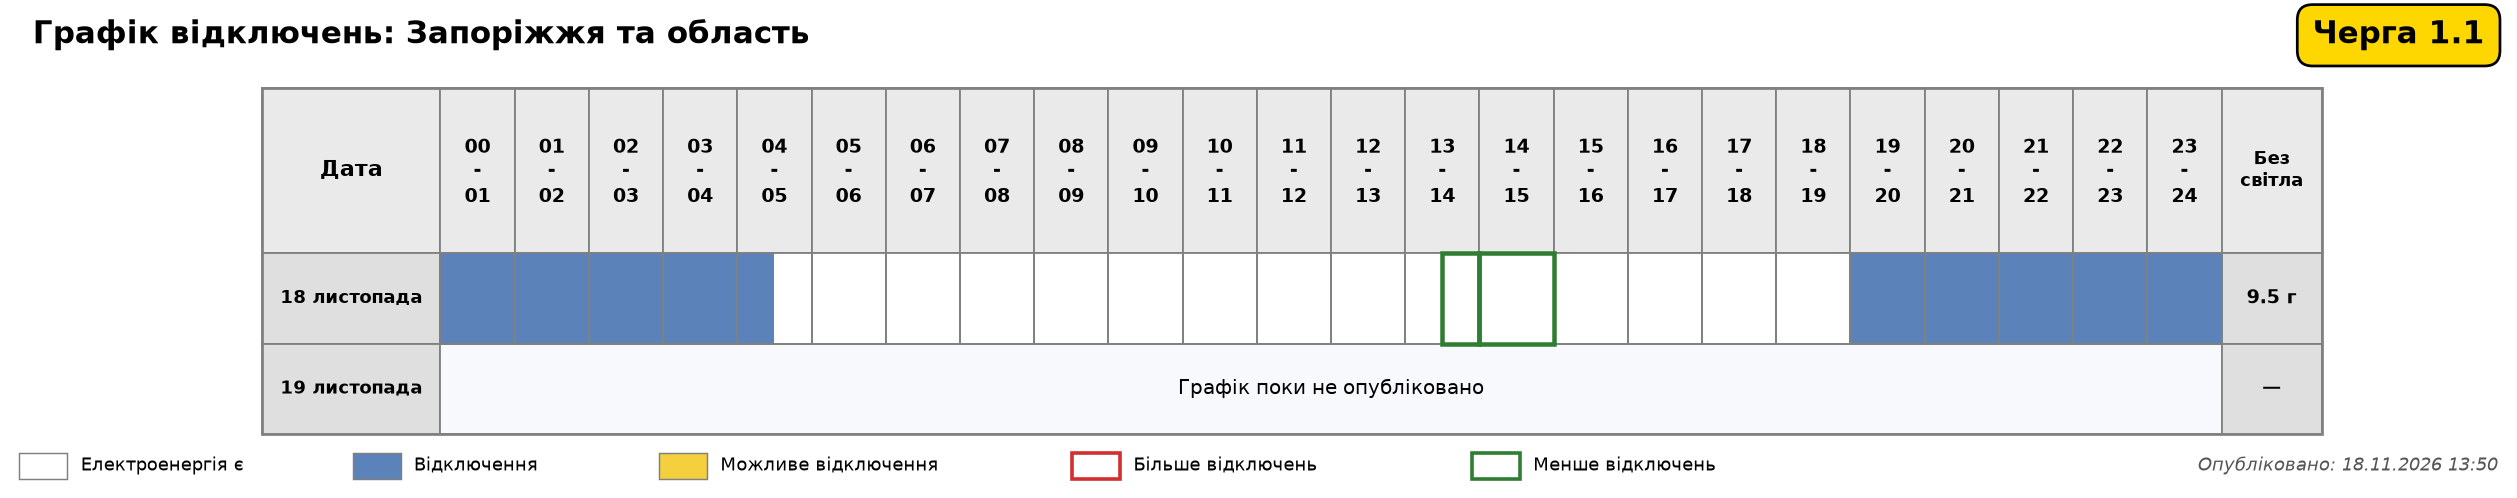 Графік відключень: Запоріжжя та область
Черга 1.1
Дата
00 - 01
01 - 02
02 - 03
03 - 04
04 - 05
05 - 06
06 - 07
07 - 08
08 - 09
09 - 10
10 - 11
11 - 12
12 - 13
13 - 14
14 - 15
15 - 16
16 - 17
17 - 18
18 - 19
19 - 20
20 - 21
21 - 22
22 - 23
23 - 24
Без
світла
18 листопада
9.5 г
19 листопада
Графік поки не опубліковано
—
Електроенергія є
Відключення
Можливе відключення
Більше відключень
Менше відключень
Опубліковано: 18.11.2026 13:50